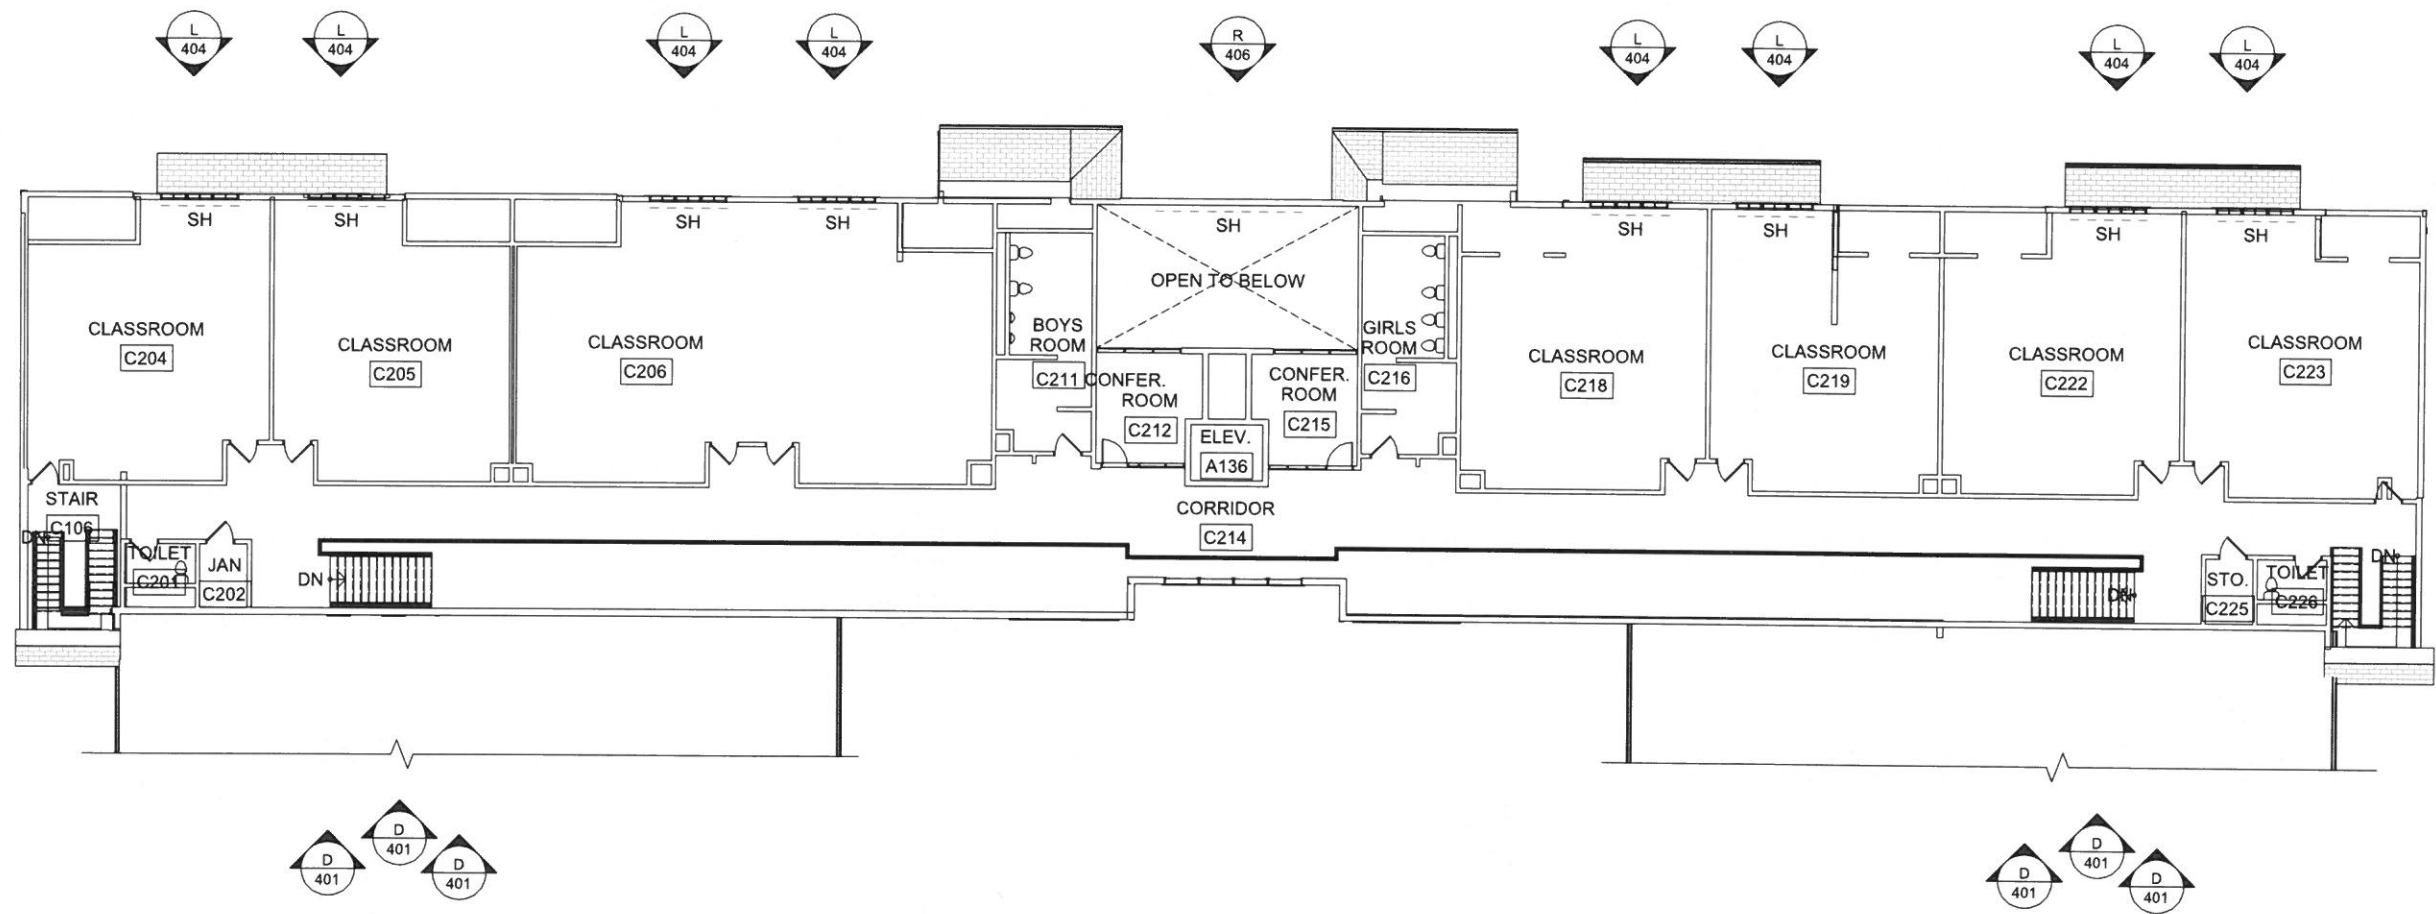 L
404
L
404
L
404
L
404
R
406
L
404
L
404
L
404
L
404
SH
SH
SH
SH
SH
SH
SH
SH
SH
OPEN TO BELOW
CLASSROOM
C204
CLASSROOM
C205
CLASSROOM
C206
BOYS
ROOM
C211
CONFER.
ROOM
C212
ELEV.
A136
CONFER.
ROOM
C215
GIRLS
ROOM
C216
CLASSROOM
C218
CLASSROOM
C219
CLASSROOM
C222
CLASSROOM
C223
STAIR
C106
DN
TOILET
C201
JAN
C202
DN
CORRIDOR
C214
DN
STO.
C225
TOILET
C226
DN
D
401
D
401
D
401
D
401
D
401
D
401